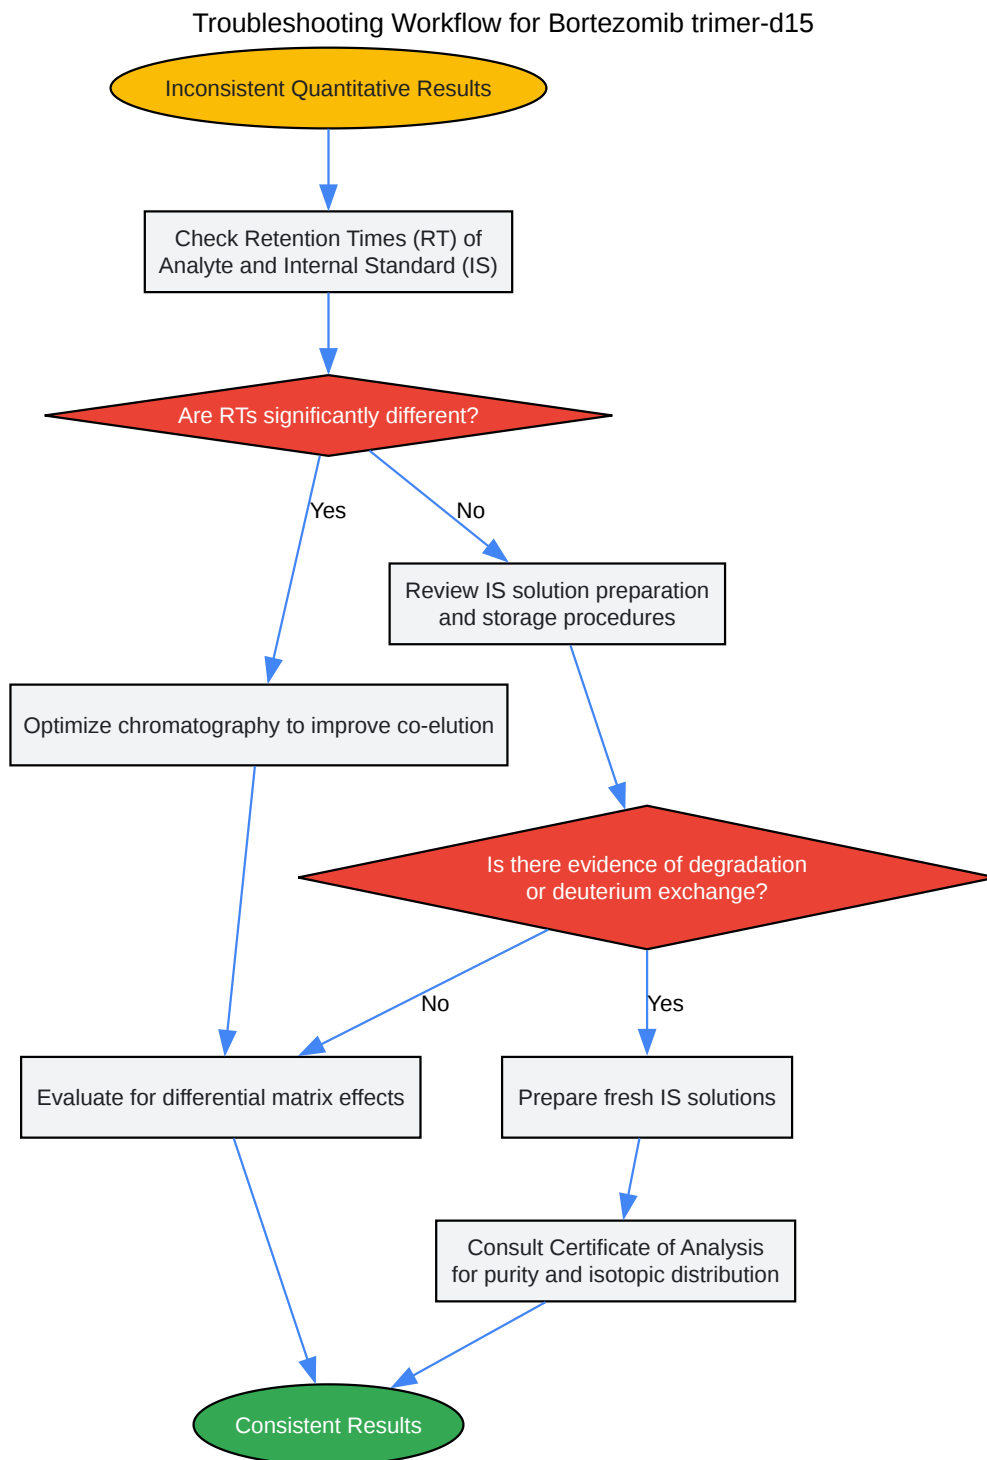 Troubleshooting Workflow for Bortezomib trimer-d15
Inconsistent Quantitative Results
Check Retention Times (RT) of
Analyte and Internal Standard (IS)
Are RTs significantly different?
Yes
No
Review IS solution preparation
and storage procedures
Optimize chromatography to improve co-elution
Is there evidence of degradation
or deuterium exchange?
No
Yes
Evaluate for differential matrix effects
Prepare fresh IS solutions
Consult Certificate of Analysis
for purity and isotopic distribution
Consistent Results